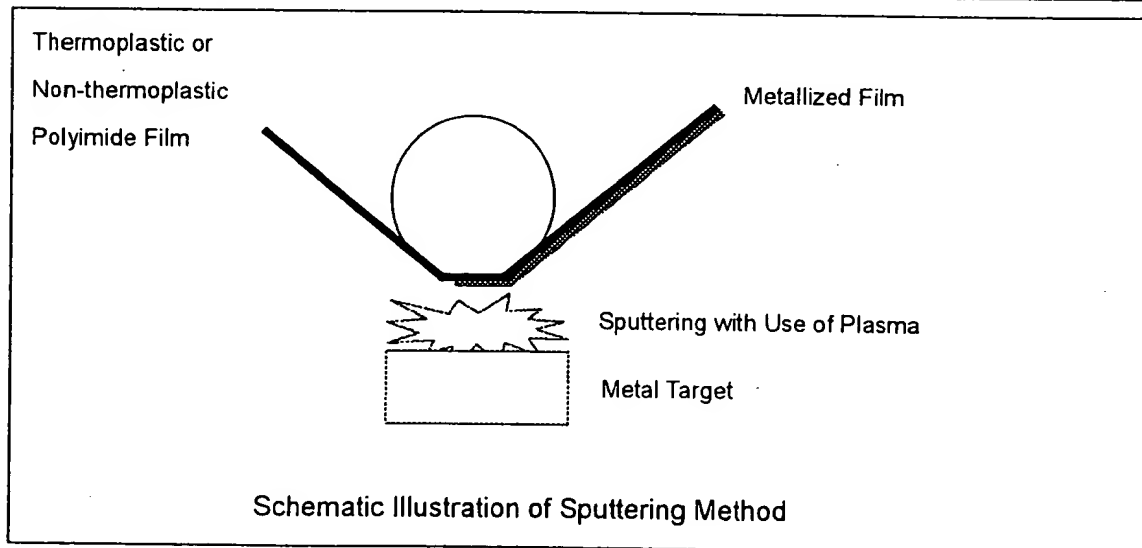 Thermoplastic or
Non-thermoplastic
Polyimide Film
Metallized Film
Sputtering with Use of Plasma
Metal Target
Schematic Illustration of Sputtering Method